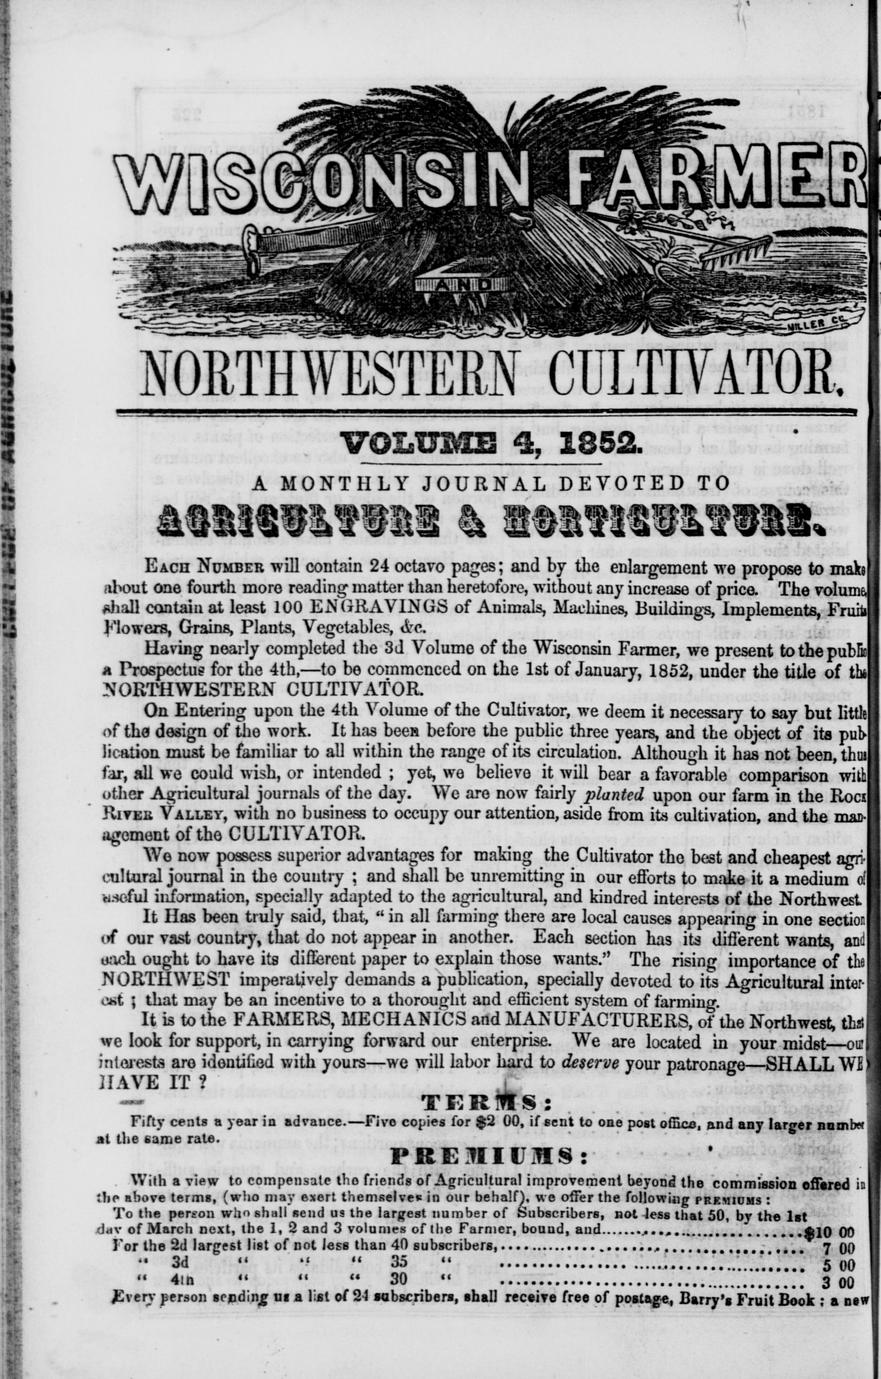 WISCONSIN FARMER
AND
MILLER CC.
NORTHWESTERN CULTIVATOR.
VOLUME 4, 1852.
A MONTHLY JOURNAL DEVOTED TO
AGRICULTURE & HORTICULTURE.
EACH NUMBER will contain 24 octavo pages; and by the enlargement we propose to make
about one fourth more reading matter than heretofore, without any increase of price. The volume
shall contain at least 100 ENGRAVINGS of Animals, Machines, Buildings, Implements, Fruits
Flowers, Grains, Plants, Vegetables, &c.
Having nearly completed the 3d Volume of the Wisconsin Farmer, we present to the public
a Prospectus for the 4th,—to be commenced on the 1st of January, 1852, under the title of the
NORTHWESTERN CULTIVATOR.
On Entering upon the 4th Volume of the Cultivator, we deem it necessary to say but little
of the design of the work. It has been before the public three years, and the object of its pub-
lication must be familiar to all within the range of its circulation. Although it has not been, thus
far, all we could wish, or intended ; yet, we believe it will bear a favorable comparison with
other Agricultural journals of the day. We are now fairly planted upon our farm in the ROCK
RIVER VALLEY, with no business to occupy our attention, aside from its cultivation, and the man-
agement of the CULTIVATOR.
We now possess superior advantages for making the Cultivator the best and cheapest agri-
cultural journal in the country ; and shall be unremitting in our efforts to make it a medium of
useful information, specially adapted to the agricultural, and kindred interests of the Northwest.
It Has been truly said, that, “ in all farming there are local causes appearing in one section
of our vast country, that do not appear in another. Each section has its different wants, and
each ought to have its different paper to explain those wants.” The rising importance of the
NORTHWEST imperatively demands a publication, specially devoted to its Agricultural inter-
est ; that may be an incentive to a thorought and efficient system of farming.
It is to the FARMERS, MECHANICS and MANUFACTURERS, of the Northwest, that
we look for support, in carrying forward our enterprise. We are located in your midst—our
interests are identified with yours—we will labor hard to deserve your patronage—SHALL WE
HAVE IT ?
TERMS:
Fifty cents a year in advance.—Five copies for $2 00, if sent to one post office, and any larger number
at the same rate.
PREMIUMS:
With a view to compensate the friends of Agricultural improvement beyond the commission offered in
the above terms, (who may exert themselves in our behalf), we offer the following PREMIUMS :
To the person who shall send us the largest number of Subscribers, not less that 50, by the 1st
day of March next, the 1, 2 and 3 volumes of the Farmer, bound, and..............................$10 00
For the 2d largest list of not less than 40 subscribers,........................................ 7 00
“ 3d “ “ “ 35 “ ........................................ 5 00
“ 4th “ “ “ 30 “ ........................................ 3 00
Every person sending us a list of 24 subscribers, shall receive free of postage, Barry's Fruit Book ; a new